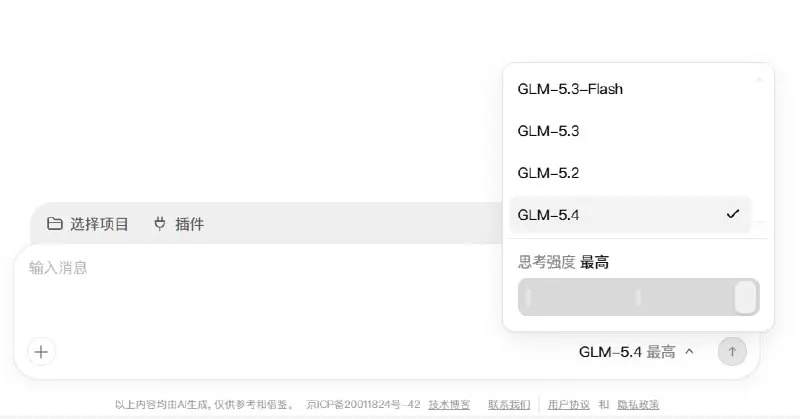 GLM-5.3-Flash
GLM-5.3
GLM-5.2
GLM-5.4
选择项目 插件
思考强度 最高
输入消息
GLM-5.4 最高
以上内容均由AI生成, 仅供参考和借鉴。 京ICP备20011824号-42 技术博客 联系我们 用户协议 和 隐私政策